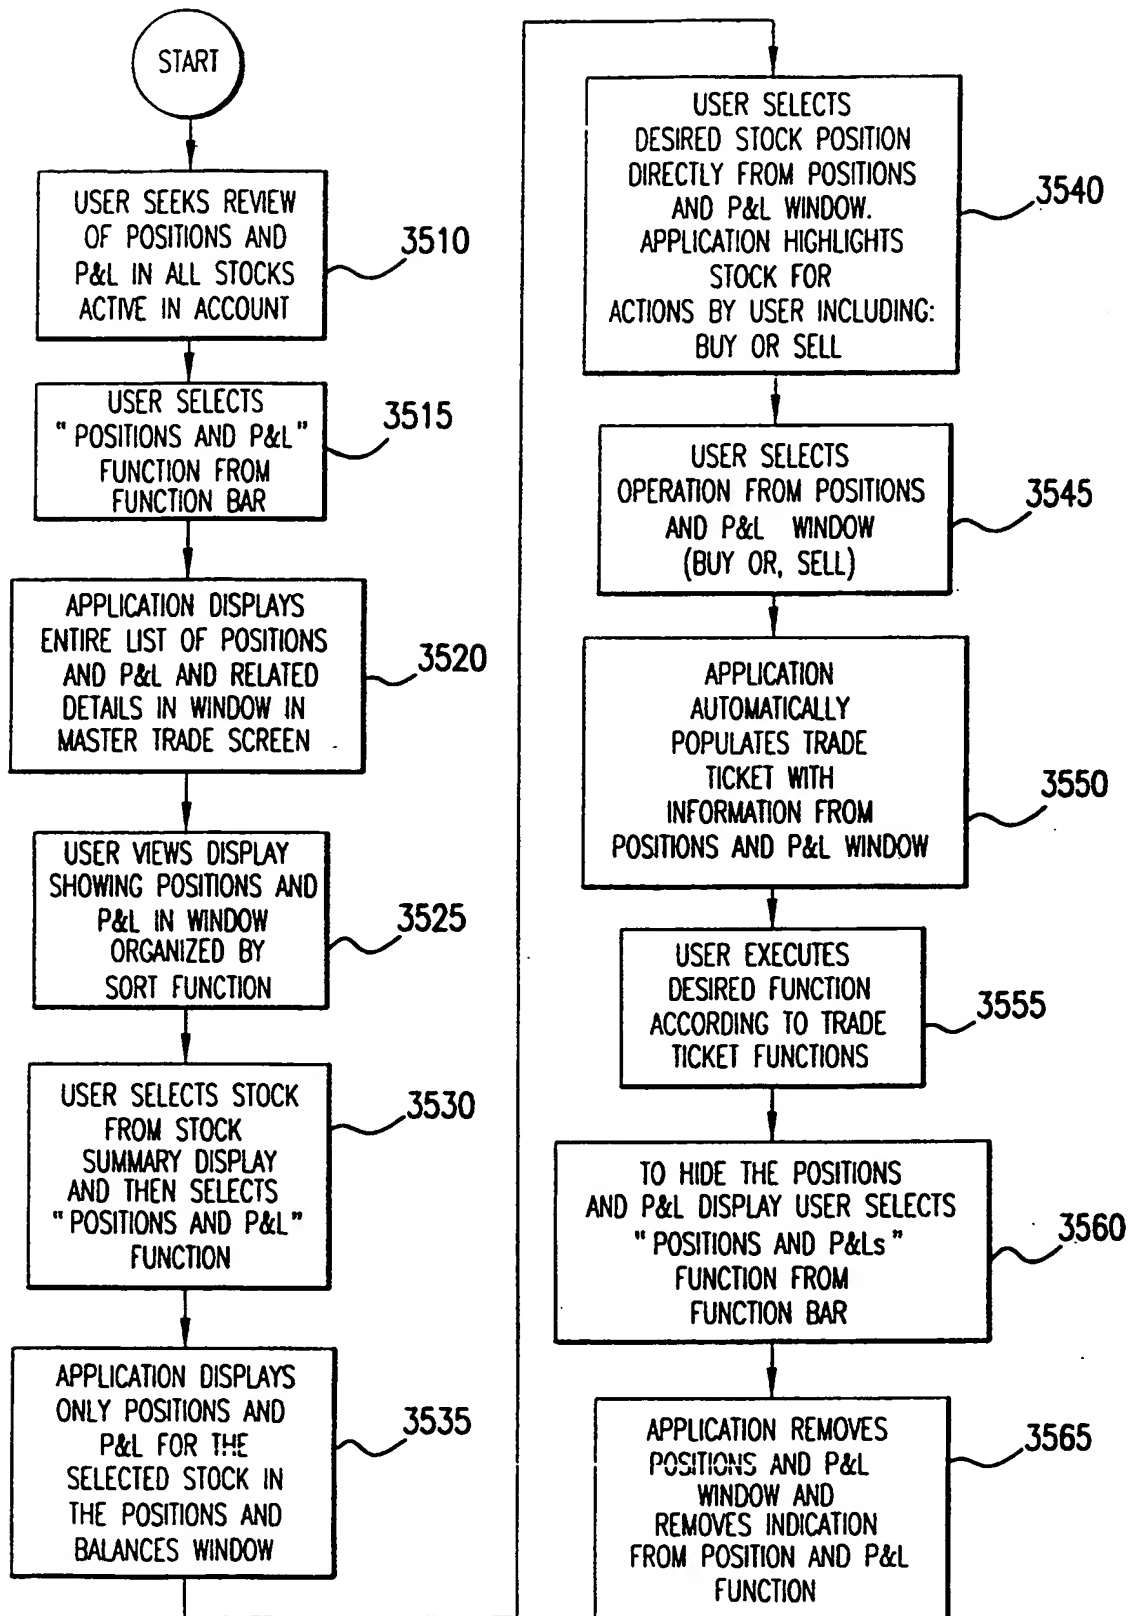 START
USER SEEKS REVIEW
OF POSITIONS AND
P&L IN ALL STOCKS
ACTIVE IN ACCOUNT
3510
USER SELECTS
"POSITIONS AND P&L"
FUNCTION FROM
FUNCTION BAR
3515
APPLICATION DISPLAYS
ENTIRE LIST OF POSITIONS
AND P&L AND RELATED
DETAILS IN WINDOW IN
MASTER TRADE SCREEN
3520
USER VIEWS DISPLAY
SHOWING POSITIONS AND
P&L IN WINDOW
ORGANIZED BY
SORT FUNCTION
3525
USER SELECTS STOCK
FROM STOCK
SUMMARY DISPLAY
AND THEN SELECTS
"POSITIONS AND P&L"
FUNCTION
3530
APPLICATION DISPLAYS
ONLY POSITIONS AND
P&L FOR THE
SELECTED STOCK IN
THE POSITIONS AND
BALANCES WINDOW
3535
USER SELECTS
DESIRED STOCK POSITION
DIRECTLY FROM POSITIONS
AND P&L WINDOW.
APPLICATION HIGHLIGHTS
STOCK FOR
ACTIONS BY USER INCLUDING:
BUY OR SELL
3540
USER SELECTS
OPERATION FROM POSITIONS
AND P&L WINDOW
(BUY OR, SELL)
3545
APPLICATION
AUTOMATICALLY
POPULATES TRADE
TICKET WITH
INFORMATION FROM
POSITIONS AND P&L WINDOW
3550
USER EXECUTES
DESIRED FUNCTION
ACCORDING TO TRADE
TICKET FUNCTIONS
3555
TO HIDE THE POSITIONS
AND P&L DISPLAY USER SELECTS
"POSITIONS AND P&Ls"
FUNCTION FROM
FUNCTION BAR
3560
APPLICATION REMOVES
POSITIONS AND P&L
WINDOW AND
REMOVES INDICATION
FROM POSITION AND P&L
FUNCTION
3565